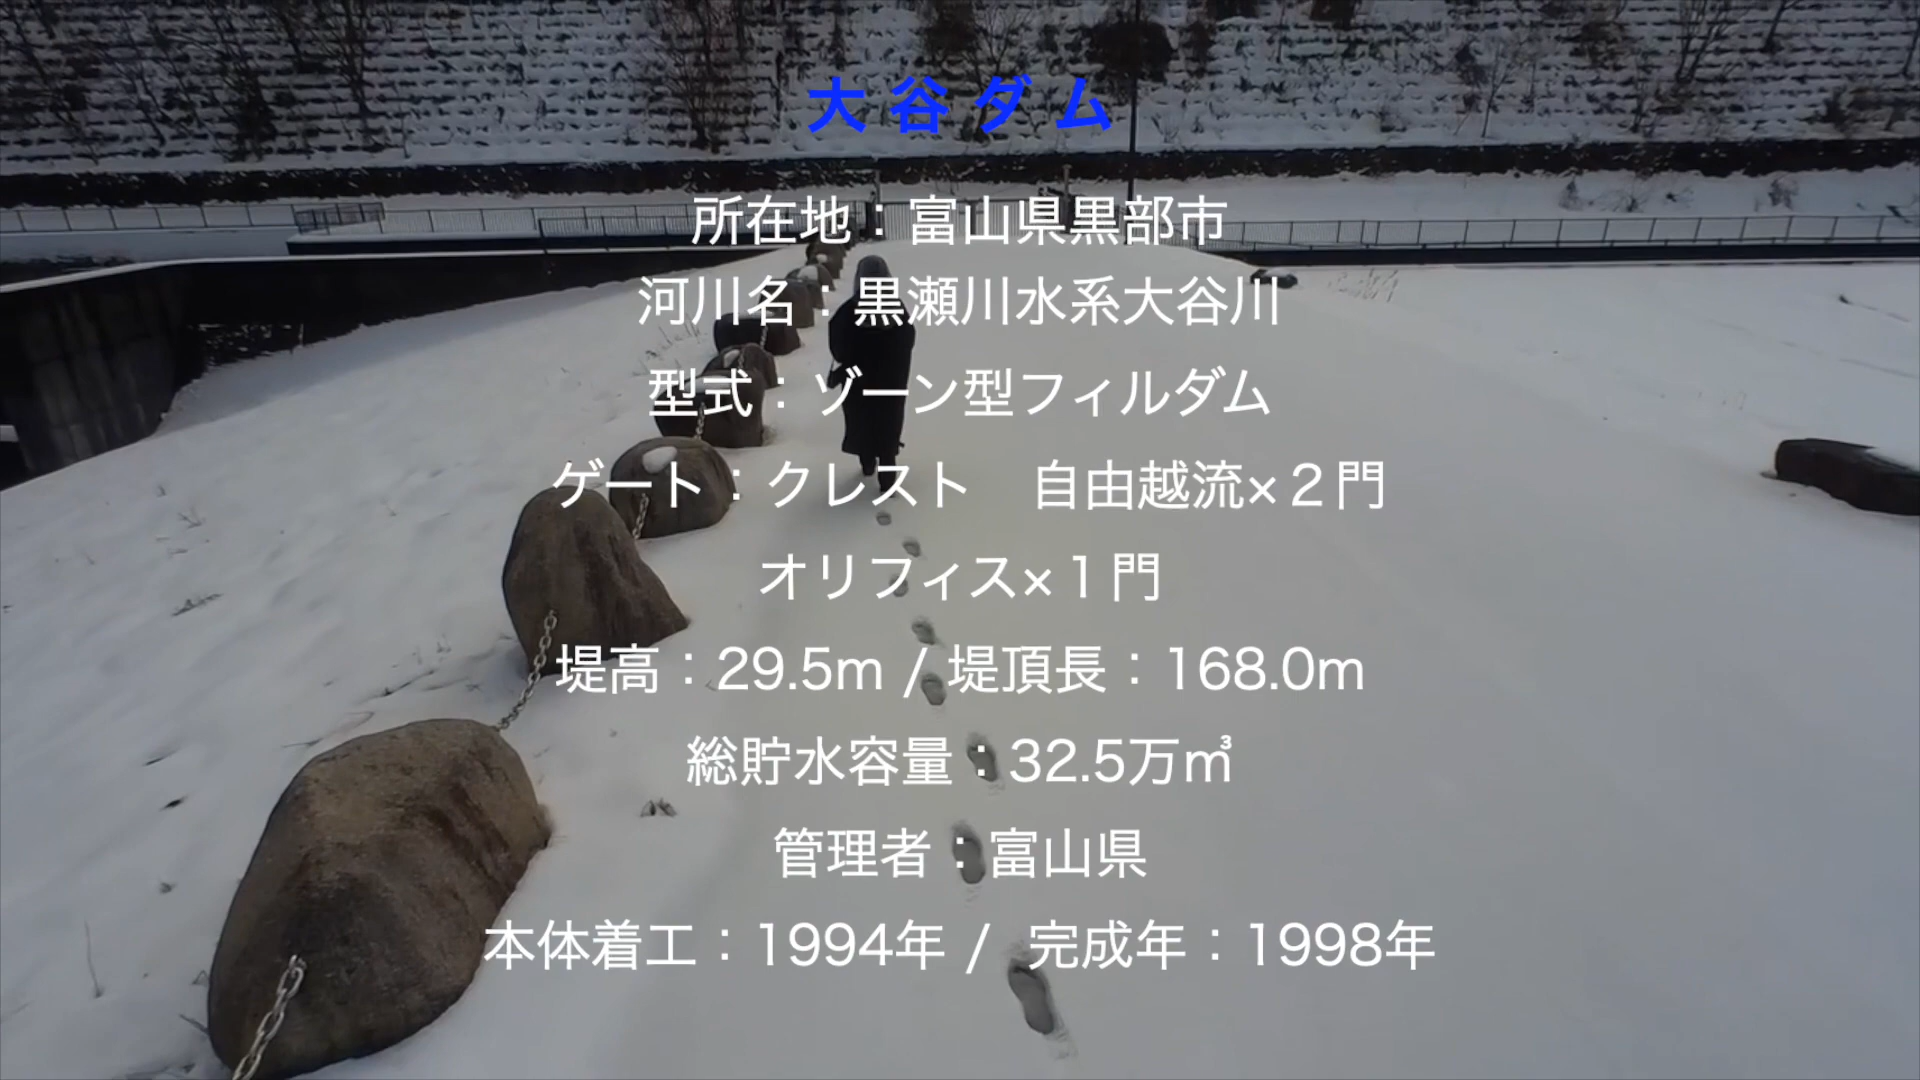 大谷ダム
所在地：富山県黒部市
河川名：黒瀬川水系大谷川
型式：ゾーン型フィルダム
ゲート：クレスト　自由越流×２門
オリフィス×１門
堤高：29.5m / 堤頂長：168.0m
総貯水容量：32.5万㎥
管理者：富山県
本体着工：1994年 / 完成年：1998年